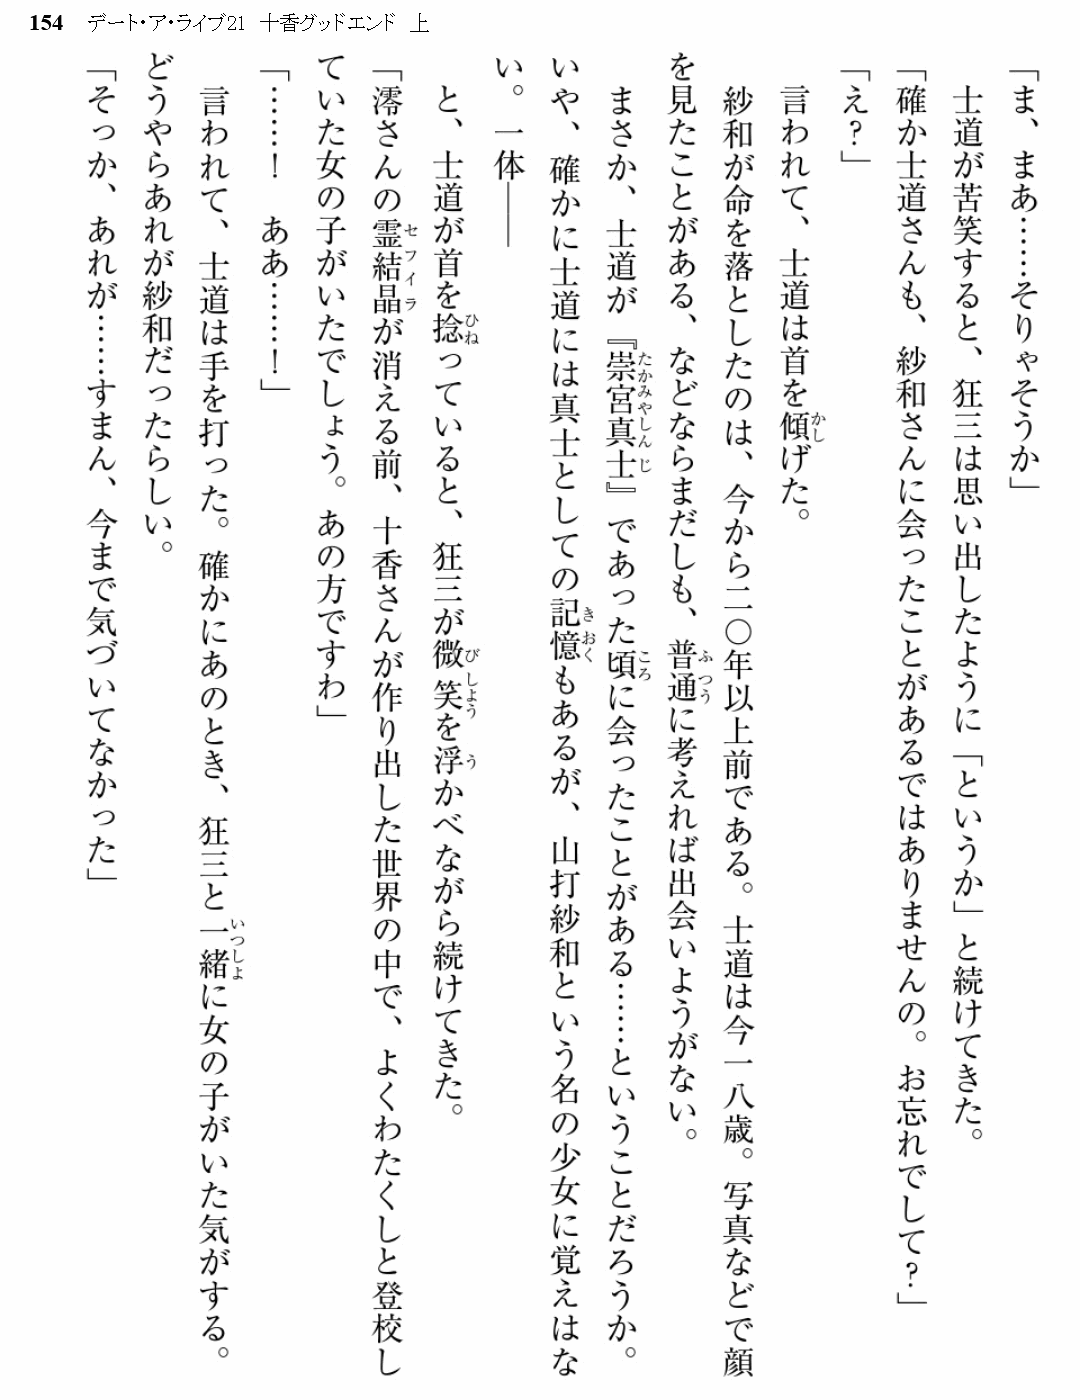 154 デート・ア・ライブ21 十香グッドエンド 上
「ま、まあ……そりゃそうか」
　士道が苦笑すると、狂三は思い出したように「というか」と続けてきた。
「確か士道さんも、紗和さんに会ったことがあるではありませんの。お忘れでして？」
「え？」
　言われて、士道は首を傾げた。
　紗和が命を落としたのは、今から二〇年以上前である。士道は今一八歳。写真などで顔
を見たことがある、などならまだしも、普通に考えれば出会いようがない。
　まさか、士道が『崇宮真士』であった頃に会ったことがある……ということだろうか。
いや、確かに士道には真士としての記憶もあるが、山打紗和という名の少女に覚えはな
い。一体――
　と、士道が首を捻っていると、狂三が微笑を浮かべながら続けてきた。
「澪さんの霊結晶が消える前、十香さんが作り出した世界の中で、よくわたくしと登校し
ていた女の子がいたでしょう。あの方ですわ」
「……！　ああ……！」
　言われて、士道は手を打った。確かにあのとき、狂三と一緒に女の子がいた気がする。
どうやらあれが紗和だったらしい。
「そっか、あれが……すまん、今まで気づいてなかった」